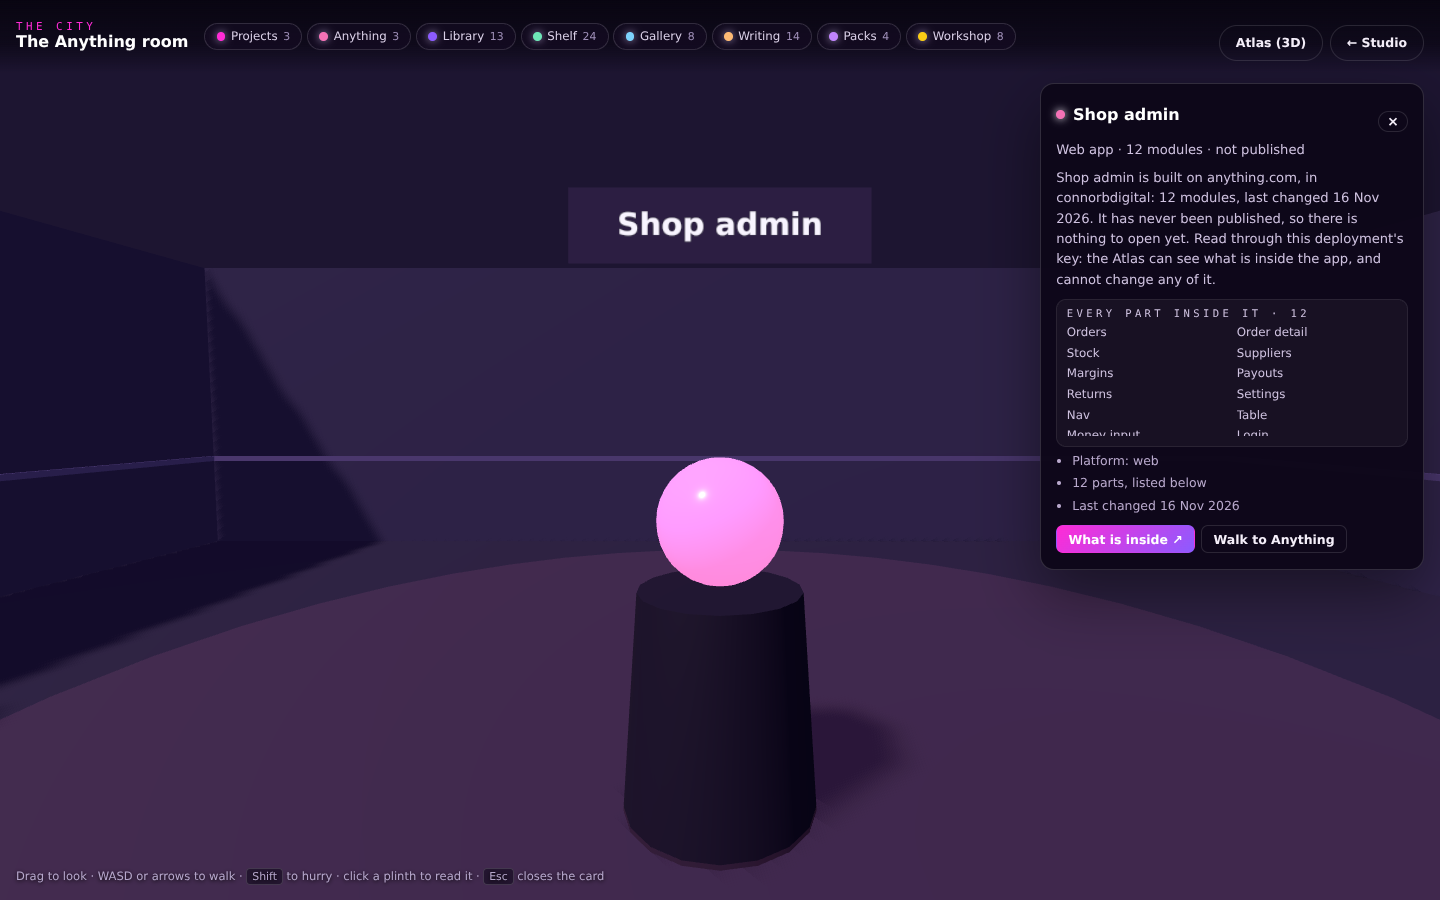 THE CITY
The Anything room
Projects 3
Anything 3
Library 13
Shelf 24
Gallery 8
Writing 14
Packs 4
Workshop 8
Atlas (3D)
← Studio
Shop admin
Shop admin
×
Web app · 12 modules · not published
Shop admin is built on anything.com, in
connorbdigital: 12 modules, last changed 16 Nov
2026. It has never been published, so there is
nothing to open yet. Read through this deployment's
key: the Atlas can see what is inside the app, and
cannot change any of it.
EVERY PART INSIDE IT · 12
Orders Order detail
Stock Suppliers
Margins Payouts
Returns Settings
Nav Table
Money input Login
• Platform: web
• 12 parts, listed below
• Last changed 16 Nov 2026
What is inside ↗
Walk to Anything
Drag to look · WASD or arrows to walk · Shift to hurry · click a plinth to read it · Esc closes the card